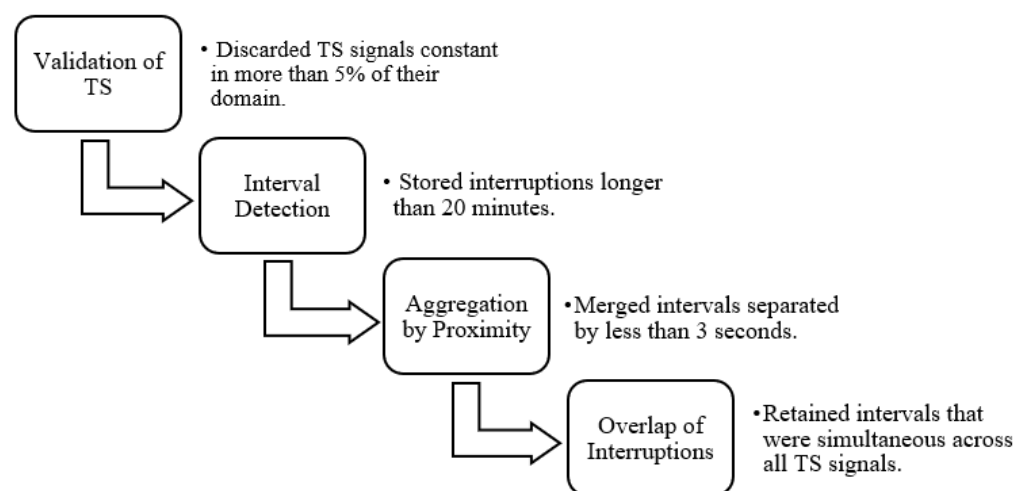 Validation of
TS
• Discarded TS signals constant
in more than 5% of their
domain.
Interval
Detection
• Stored interruptions longer
than 20 minutes.
Aggregation
by Proximity
•Merged intervals separated
by less than 3 seconds.
Overlap of
Interruptions
•Retained intervals that
were simultaneous across
all TS signals.